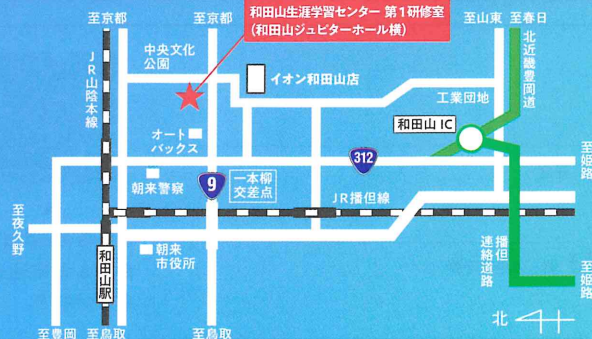 至京都
至京都
和田山生涯学習センター 第1研修室
（和田山ジュピターホール横）
至山東
至春日
中央文化
公園
イオン和田山店
北近畿豊岡道
JR山陰本線
工業団地
和田山 IC
オート
バックス
312
至姫路
朝来警察
9
一本柳
交差点
JR播但線
至夜久野
和田山駅
朝来
市役所
播但
連絡道路
至姫路
北
至豊岡
至鳥取
至鳥取